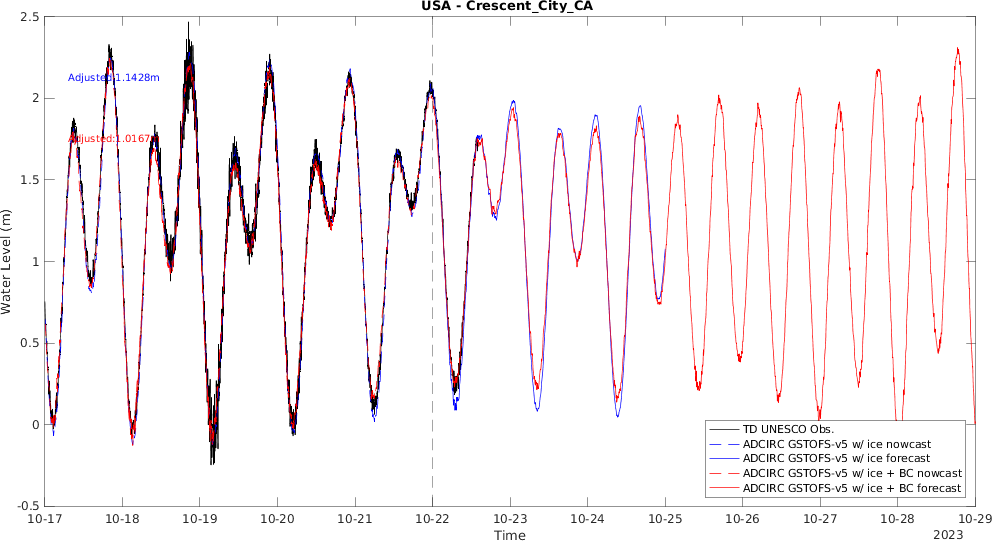 USA - Crescent_City_CA
2.5
2
1.5
1
0.5
0
-0.5
Water Level (m)
Adjusted:1.1428m
Adjusted:1.0167m
TD UNESCO Obs.
ADCIRC GSTOFS-v5 w/ ice nowcast
ADCIRC GSTOFS-v5 w/ ice forecast
ADCIRC GSTOFS-v5 w/ ice + BC nowcast
ADCIRC GSTOFS-v5 w/ ice + BC forecast
10-17 10-18 10-19 10-20 10-21 10-22 10-23 10-24 10-25 10-26 10-27 10-28 10-29
Time
2023